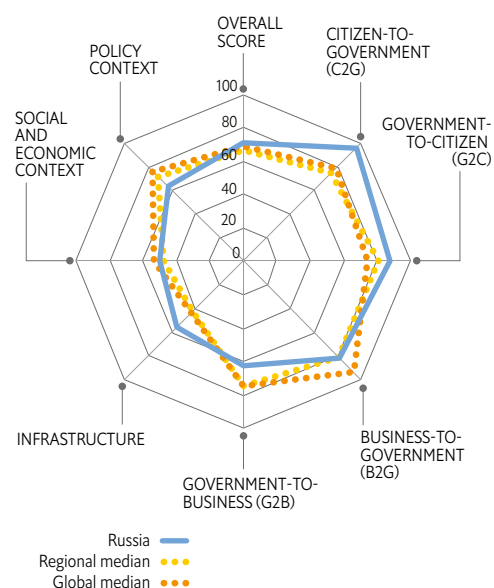 OVERALL
SCORE
CITIZEN-TO-
GOVERNMENT
(C2G)
GOVERNMENT-
TO-CITIZEN
(G2C)
BUSINESS-TO-
GOVERNMENT
(B2G)
GOVERNMENT-TO-
BUSINESS (G2B)
INFRASTRUCTURE
SOCIAL
AND
ECONOMIC
CONTEXT
POLICY
CONTEXT
100
80
60
40
20
0
Russia
Regional median
Global median